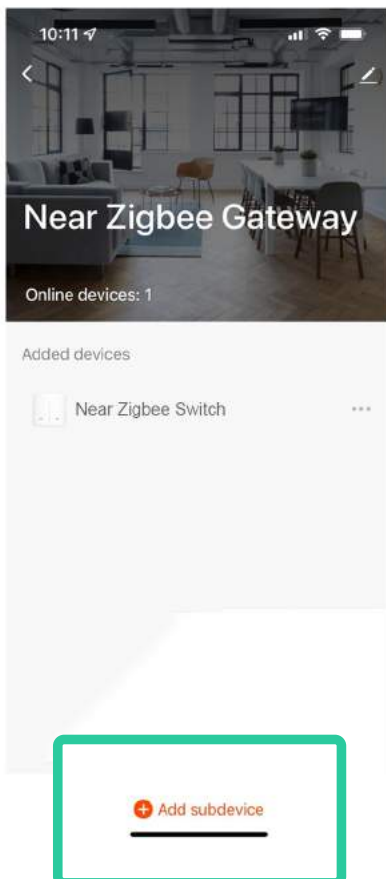 10:11
Near Zigbee Gateway
Online devices: 1
Added devices
Near Zigbee Switch
Add subdevice